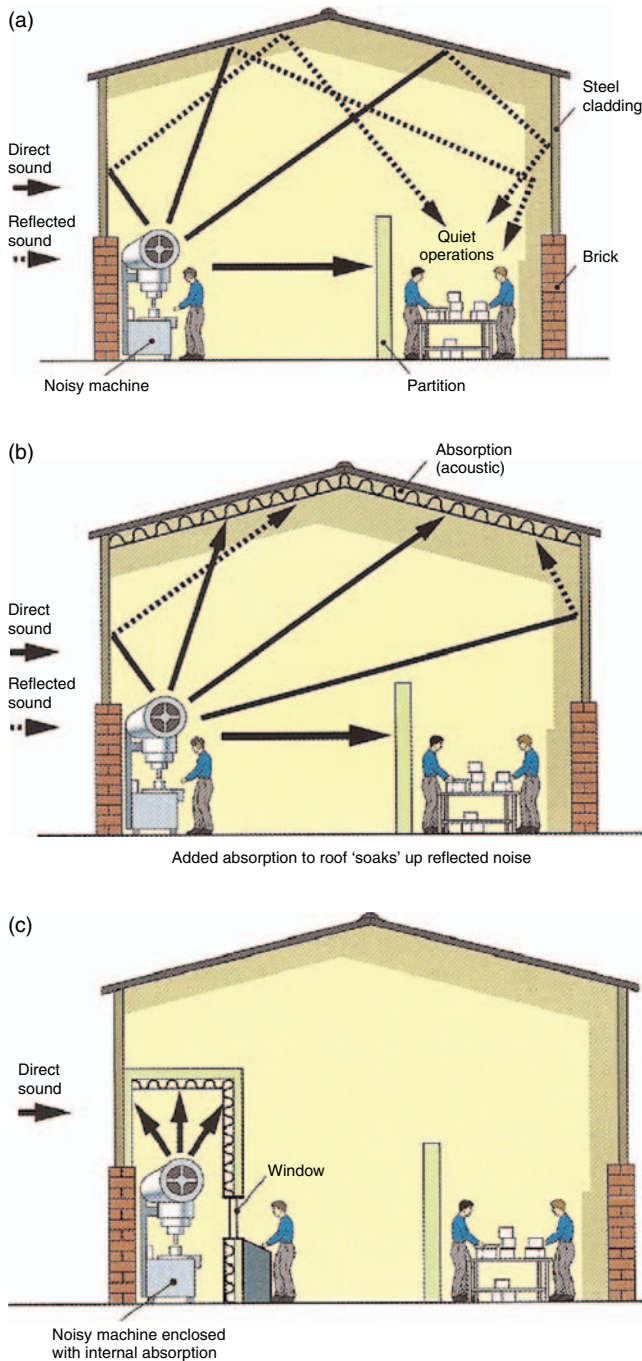 (a)
Steel
cladding
Direct
sound
Reflected
sound
Quiet
operations
Brick
Noisy machine
Partition
(b)
Absorption
(acoustic)
Direct
sound
Reflected
sound
Added absorption to roof ‘soaks’ up reflected noise
(c)
Direct
sound
Window
Noisy machine enclosed
with internal absorption